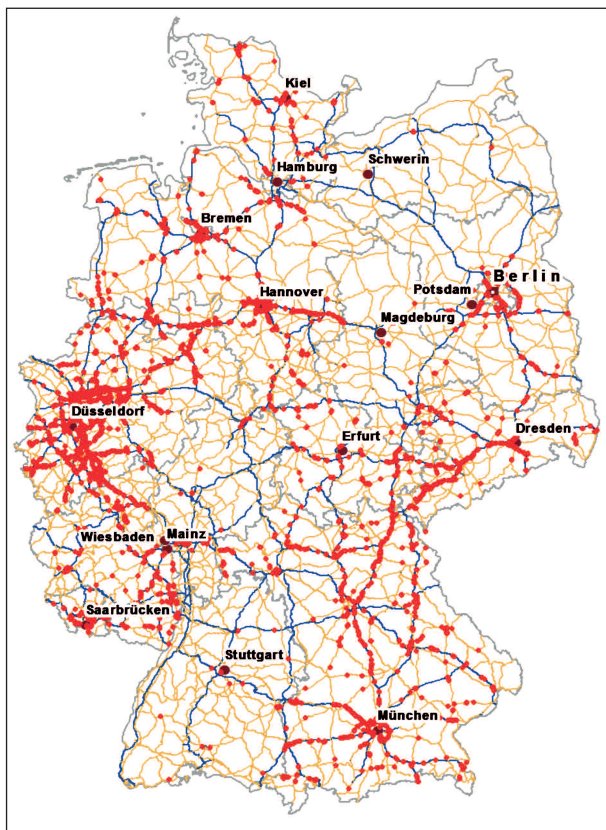 Kiel
Hamburg
Schwerin
Bremen
Berlin
Hannover
Potsdam
Magdeburg
Düsseldorf
Erfurt
Dresden
Wiesbaden
Mainz
Saarbrücken
Stuttgart
München